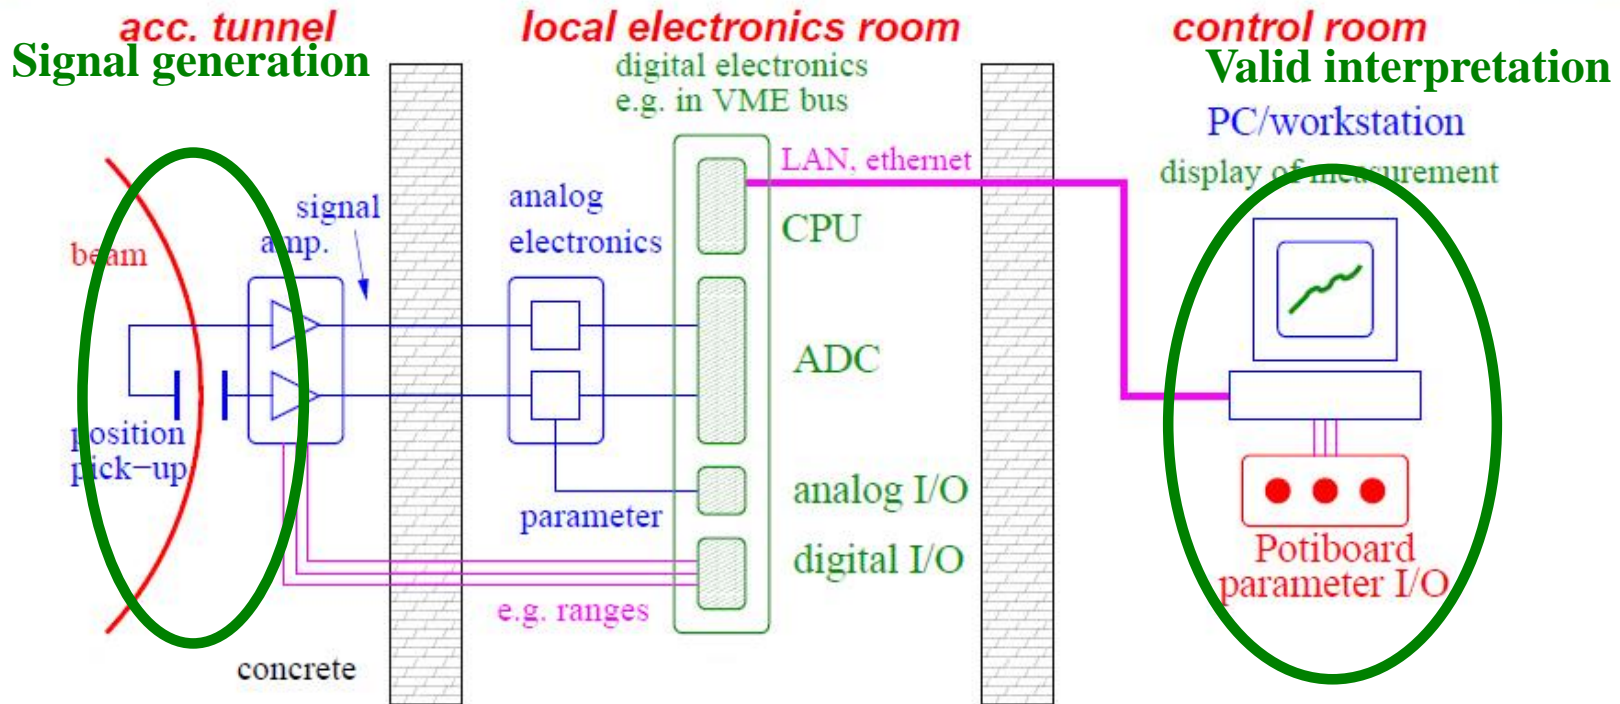 acc. tunnel
Signal generation
local electronics room
control room
Valid interpretation
digital electronics
e.g. in VME bus
PC/workstation
display of measurement
LAN, ethernet
signal
amp.
beam
analog
electronics
CPU
ADC
position
pick-up
analog I/O
parameter
digital I/O
e.g. ranges
Potiboard
parameter I/O
concrete